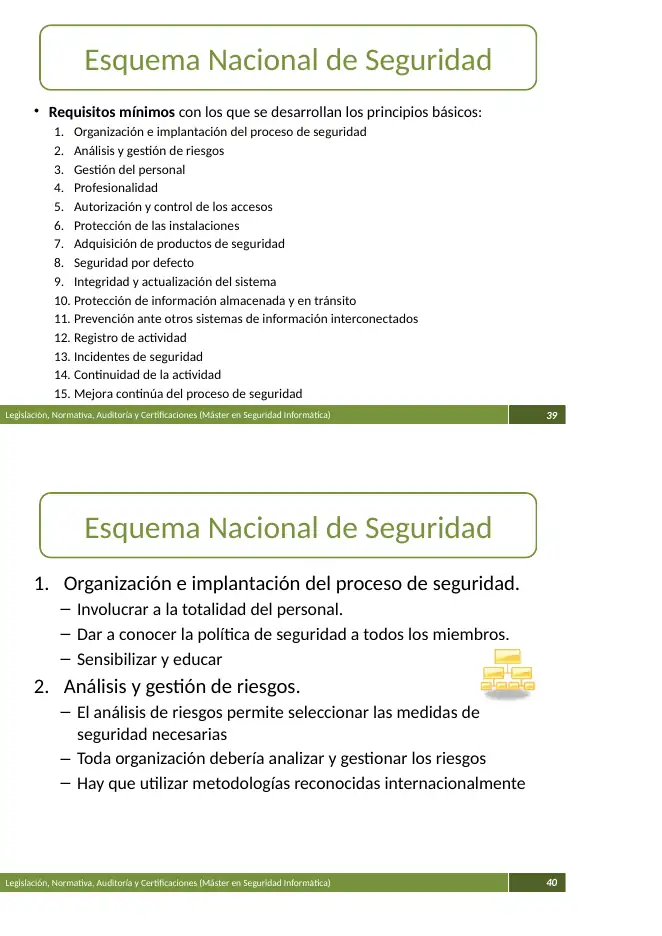 Esquema Nacional de Seguridad
• Requisitos mínimos con los que se desarrollan los principios básicos:
1. Organización e implantación del proceso de seguridad
2. Análisis y gestión de riesgos
3. Gestión del personal
4. Profesionalidad
5. Autorización y control de los accesos
6. Protección de las instalaciones
7. Adquisición de productos de seguridad
8. Seguridad por defecto
9. Integridad y actualización del sistema
10. Protección de información almacenada y en tránsito
11. Prevención ante otros sistemas de información interconectados
12. Registro de actividad
13. Incidentes de seguridad
14. Continuidad de la actividad
15. Mejora continúa del proceso de seguridad
Legislación, Normativa, Auditoría y Certificaciones (Máster en Seguridad Informática) 39
Esquema Nacional de Seguridad
1. Organización e implantación del proceso de seguridad.
– Involucrar a la totalidad del personal.
– Dar a conocer la política de seguridad a todos los miembros.
– Sensibilizar y educar
2. Análisis y gestión de riesgos.
– El análisis de riesgos permite seleccionar las medidas de
seguridad necesarias
– Toda organización debería analizar y gestionar los riesgos
– Hay que utilizar metodologías reconocidas internacionalmente
Legislación, Normativa, Auditoría y Certificaciones (Máster en Seguridad Informática) 40